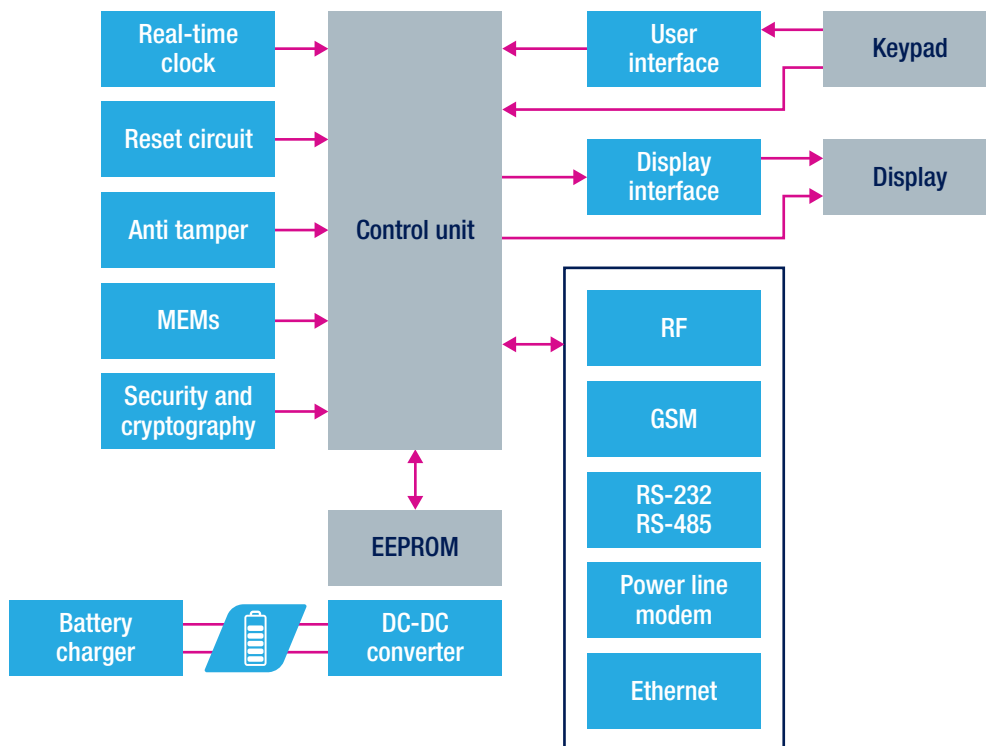 Real-time
clock
Reset circuit
Anti tamper
MEMs
Security and
cryptography
Control unit
User
interface
Keypad
Display
interface
Display
RF
GSM
RS-232
RS-485
Power line
modem
Ethernet
EEPROM
Battery
charger
DC-DC
converter